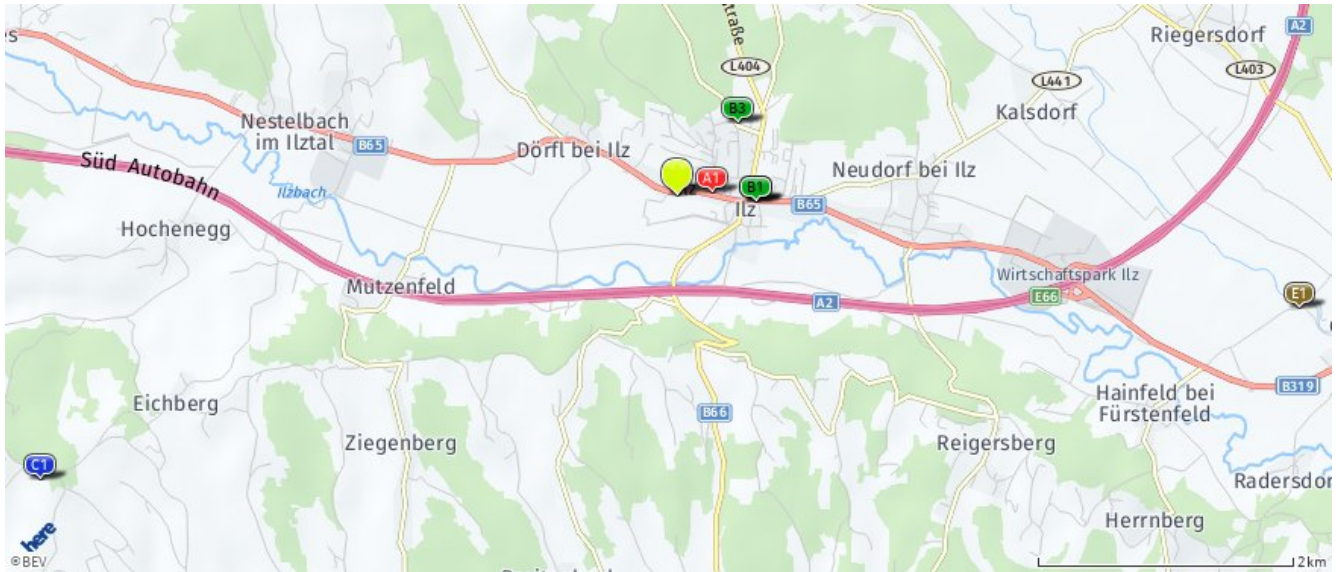 A2
Riegersdorf
traße
L404
L403
L441
B3
Kalsdorf
Nestelbach
im Ilztal
B65
Dörfl bei Ilz
Süd Autobahn
Neudorf bei Ilz
A1
B1
Ilzbach
B65
Ilz
Hochenegg
Wirtschaftspark Ilz
Mutzenfeld
E66
E1
A2
B319
Hainfeld bei
Fürstenfeld
Eichberg
B66
Ziegenberg
Reigersberg
C1
Radersdor
Herrnberg
here
©BEV
2km